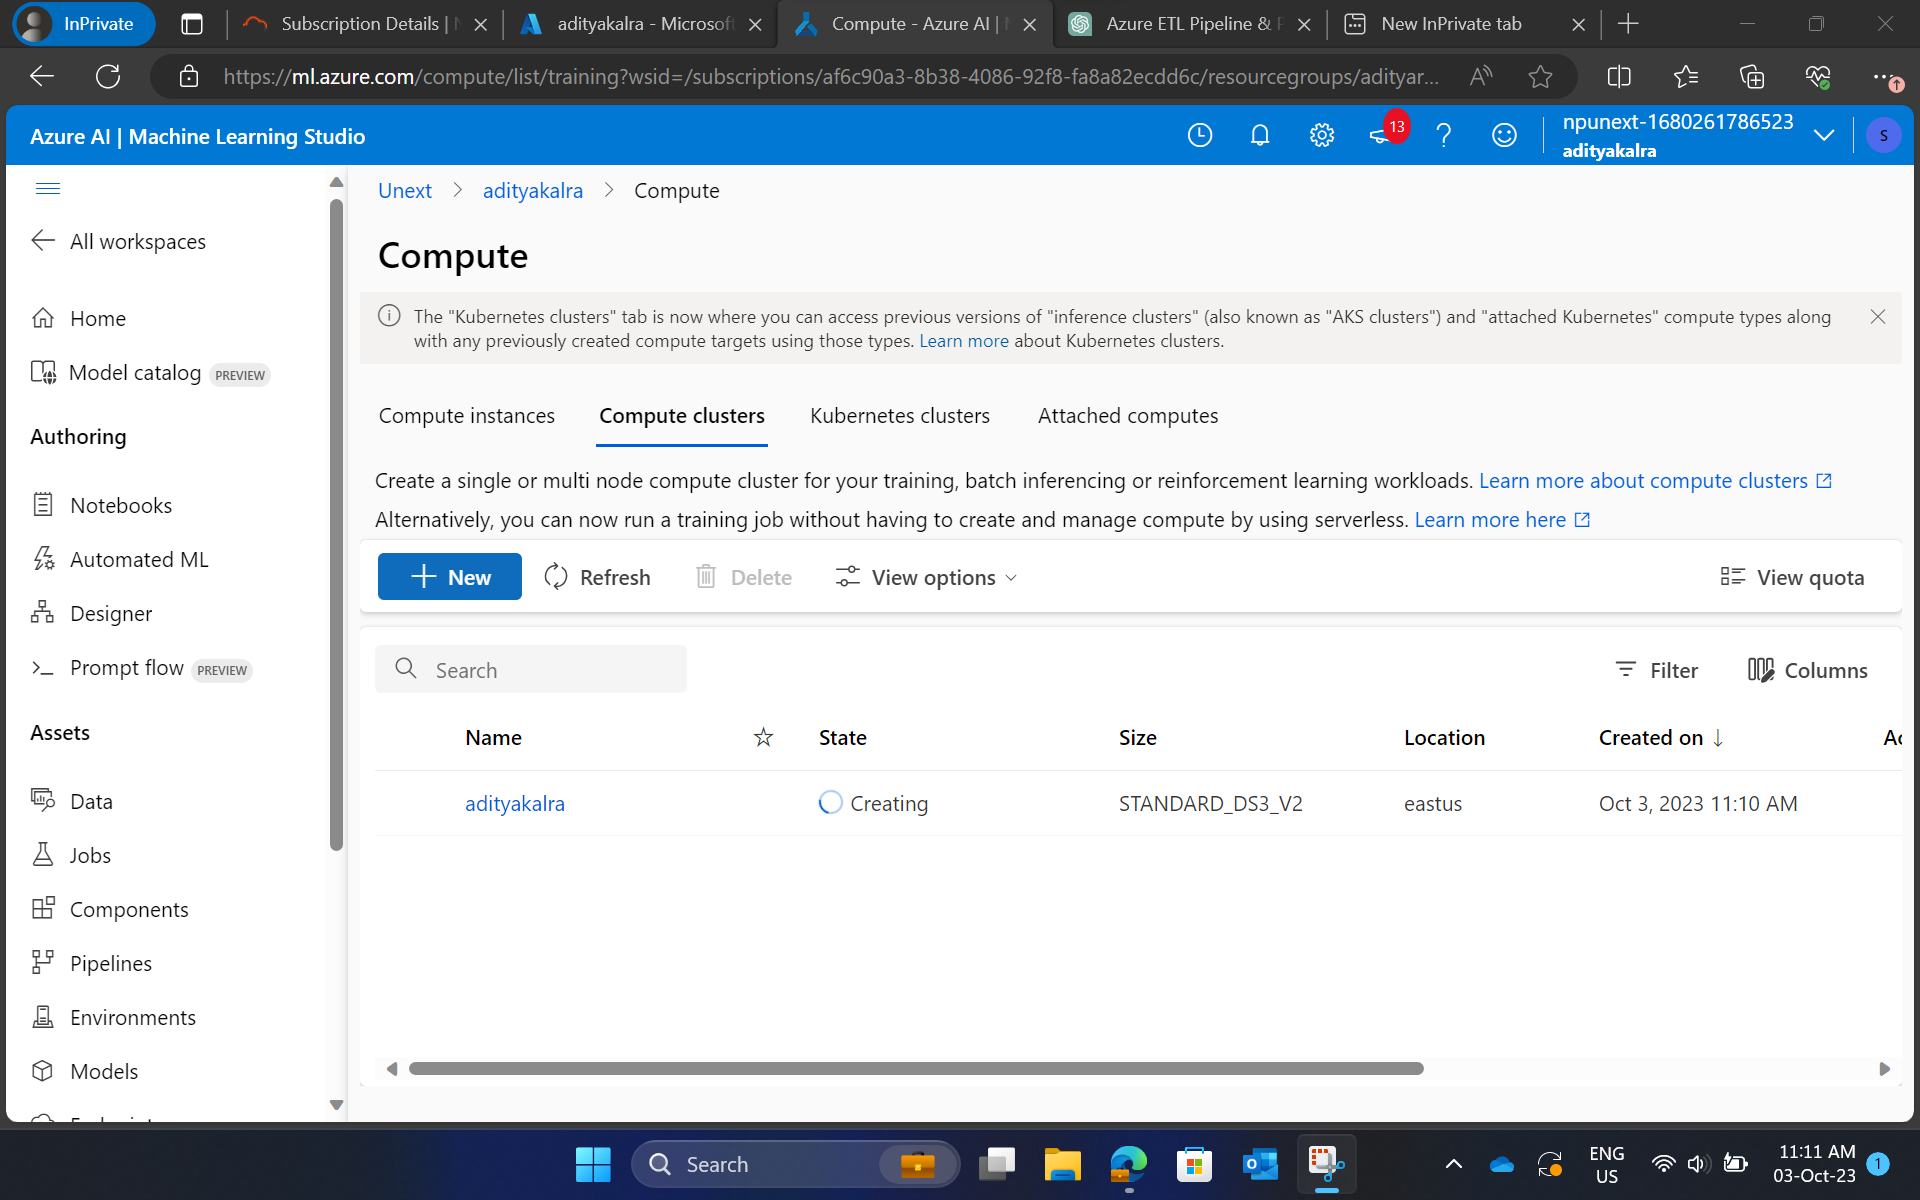 InPrivate
Subscription Details |
adityakalra - Microsoft
Compute - Azure AI |
Azure ETL Pipeline &
New InPrivate tab
https://ml.azure.com/compute/list/training?wsid=/subscriptions/af6c90a3-8b38-4086-92f8-fa8a82ecdd6c/resourcegroups/adityar...
Azure AI | Machine Learning Studio
13
?
npunext-1680261786523
adityakalra
S
All workspaces
Home
Model catalog PREVIEW
Authoring
Notebooks
Automated ML
Designer
Prompt flow PREVIEW
Assets
Data
Jobs
Components
Pipelines
Environments
Models
Unext > adityakalra > Compute
Compute
The "Kubernetes clusters" tab is now where you can access previous versions of "inference clusters" (also known as "AKS clusters") and "attached Kubernetes" compute types along
with any previously created compute targets using those types. Learn more about Kubernetes clusters.
Compute instances Compute clusters Kubernetes clusters Attached computes
Create a single or multi node compute cluster for your training, batch inferencing or reinforcement learning workloads. Learn more about compute clusters
Alternatively, you can now run a training job without having to create and manage compute by using serverless. Learn more here
New Refresh Delete View options View quota
Search Filter Columns
Name State Size Location Created on ↓
adityakalra Creating STANDARD_DS3_V2 eastus Oct 3, 2023 11:10 AM
Search
ENG
US
11:11 AM
03-Oct-23
1